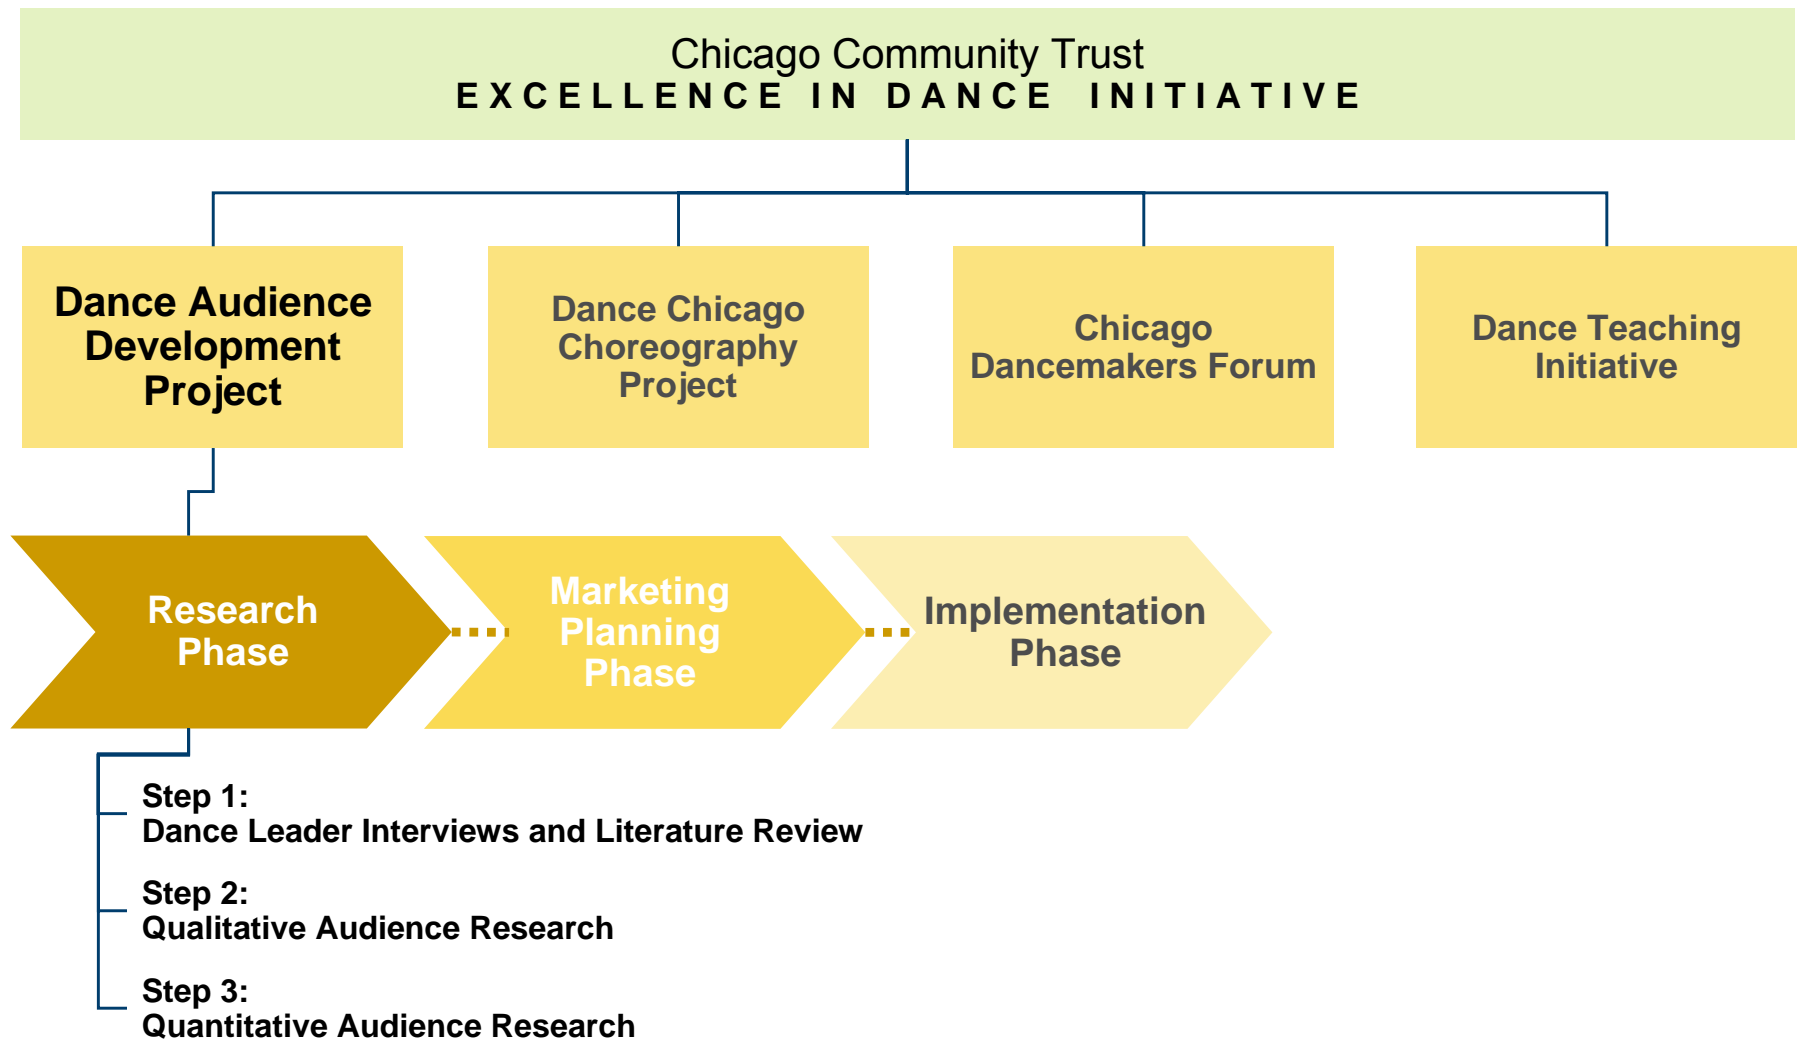 Chicago Community Trust
EXCELLENCE IN DANCE INITIATIVE
Dance Audience
Development
Project
Dance Chicago
Choreography
Project
Chicago
Dancemakers Forum
Dance Teaching
Initiative
Research
Phase
Marketing
Planning
Phase
Implementation
Phase
Step 1:
Dance Leader Interviews and Literature Review
Step 2:
Qualitative Audience Research
Step 3:
Quantitative Audience Research